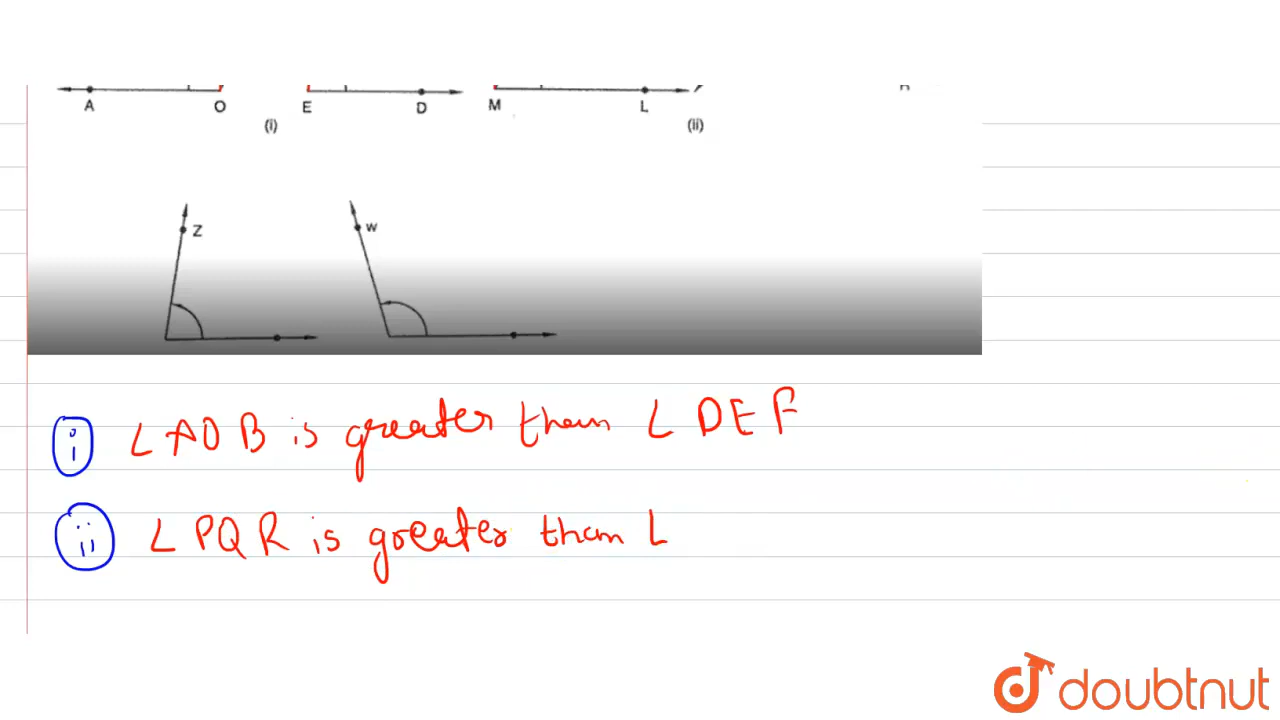 A O E D M L
(i) (ii)
Z W
i ∠AOB is greater than ∠DEF
ii ∠PQR is greater than ∠
doubtnut